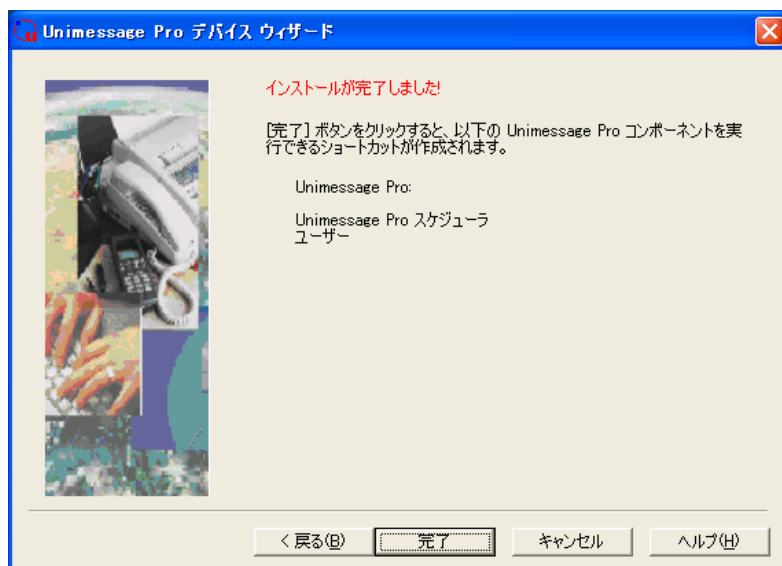 Unimessage Pro デバイス ウィザード
インストールが完了しました!
[完了] ボタンをクリックすると、以下の Unimessage Pro コンポーネントを実
行できるショートカットが作成されます。
Unimessage Pro:
Unimessage Pro スケジューラ
ユーザー
< 戻る(B)
完了
キャンセル
ヘルプ(H)